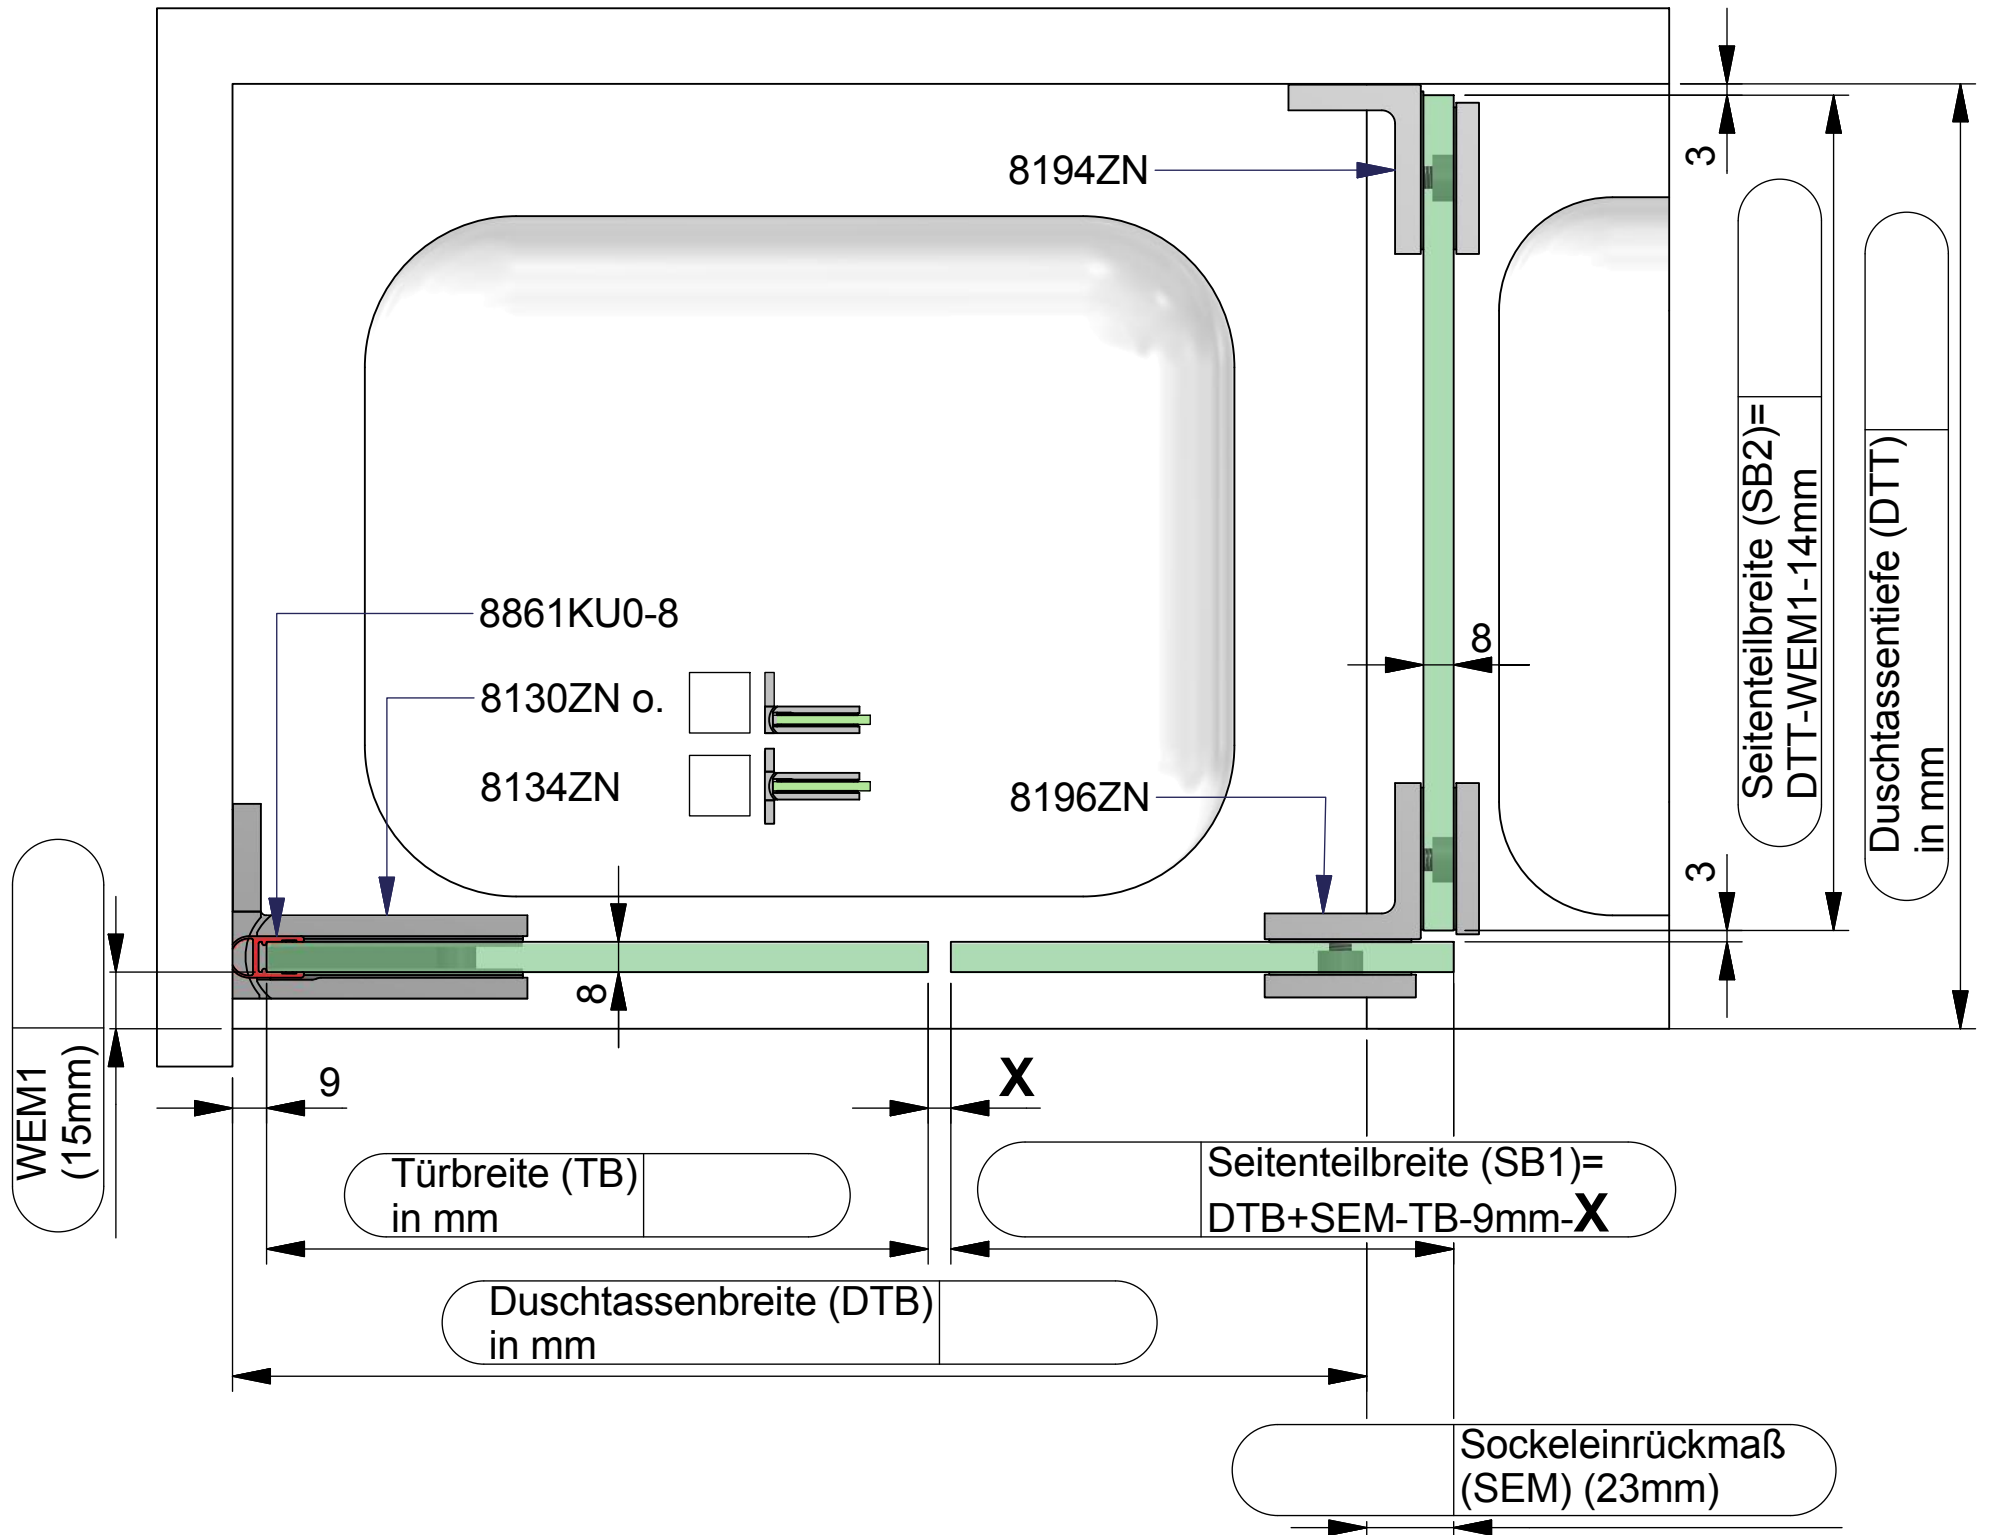 3
8194ZN
Seitenteilbreite (SB2)=
DTT-WEM1-14mm
Duschtassentiefe (DTT)
in mm
8861KU0-8
8130ZN o.
8134ZN
8
8196ZN
3
8
WEM1
(15mm)
9
X
Türbreite (TB)
in mm
Seitenteilbreite (SB1)=
DTB+SEM-TB-9mm-X
Duschtassenbreite (DTB)
in mm
Sockeleinrückmaß
(SEM) (23mm)